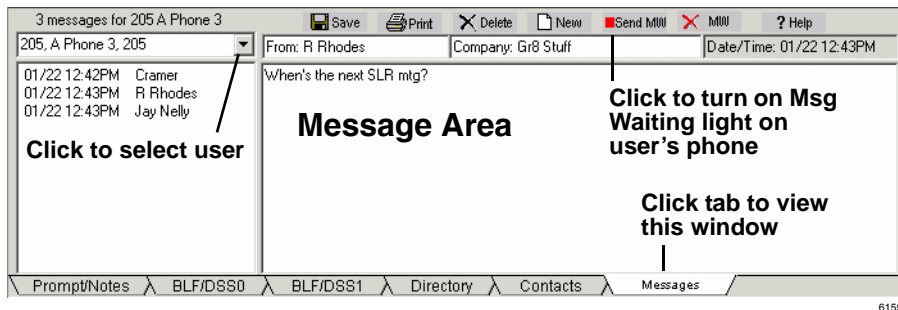 3 messages for 205 A Phone 3
Save Print Delete New Send MW MW ? Help
205, A Phone 3, 205
From: R Rhodes Company: Gr8 Stuff Date/Time: 01/22 12:43PM
01/22 12:42PM Cramer
01/22 12:43PM R Rhodes
01/22 12:43PM Jay Nelly
When's the next SLR mtg?
Click to select user
Message Area
Click to turn on Msg
Waiting light on
user's phone
Click tab to view
this window
Prompt/Notes BLF/DSS0 BLF/DSS1 Directory Contacts Messages